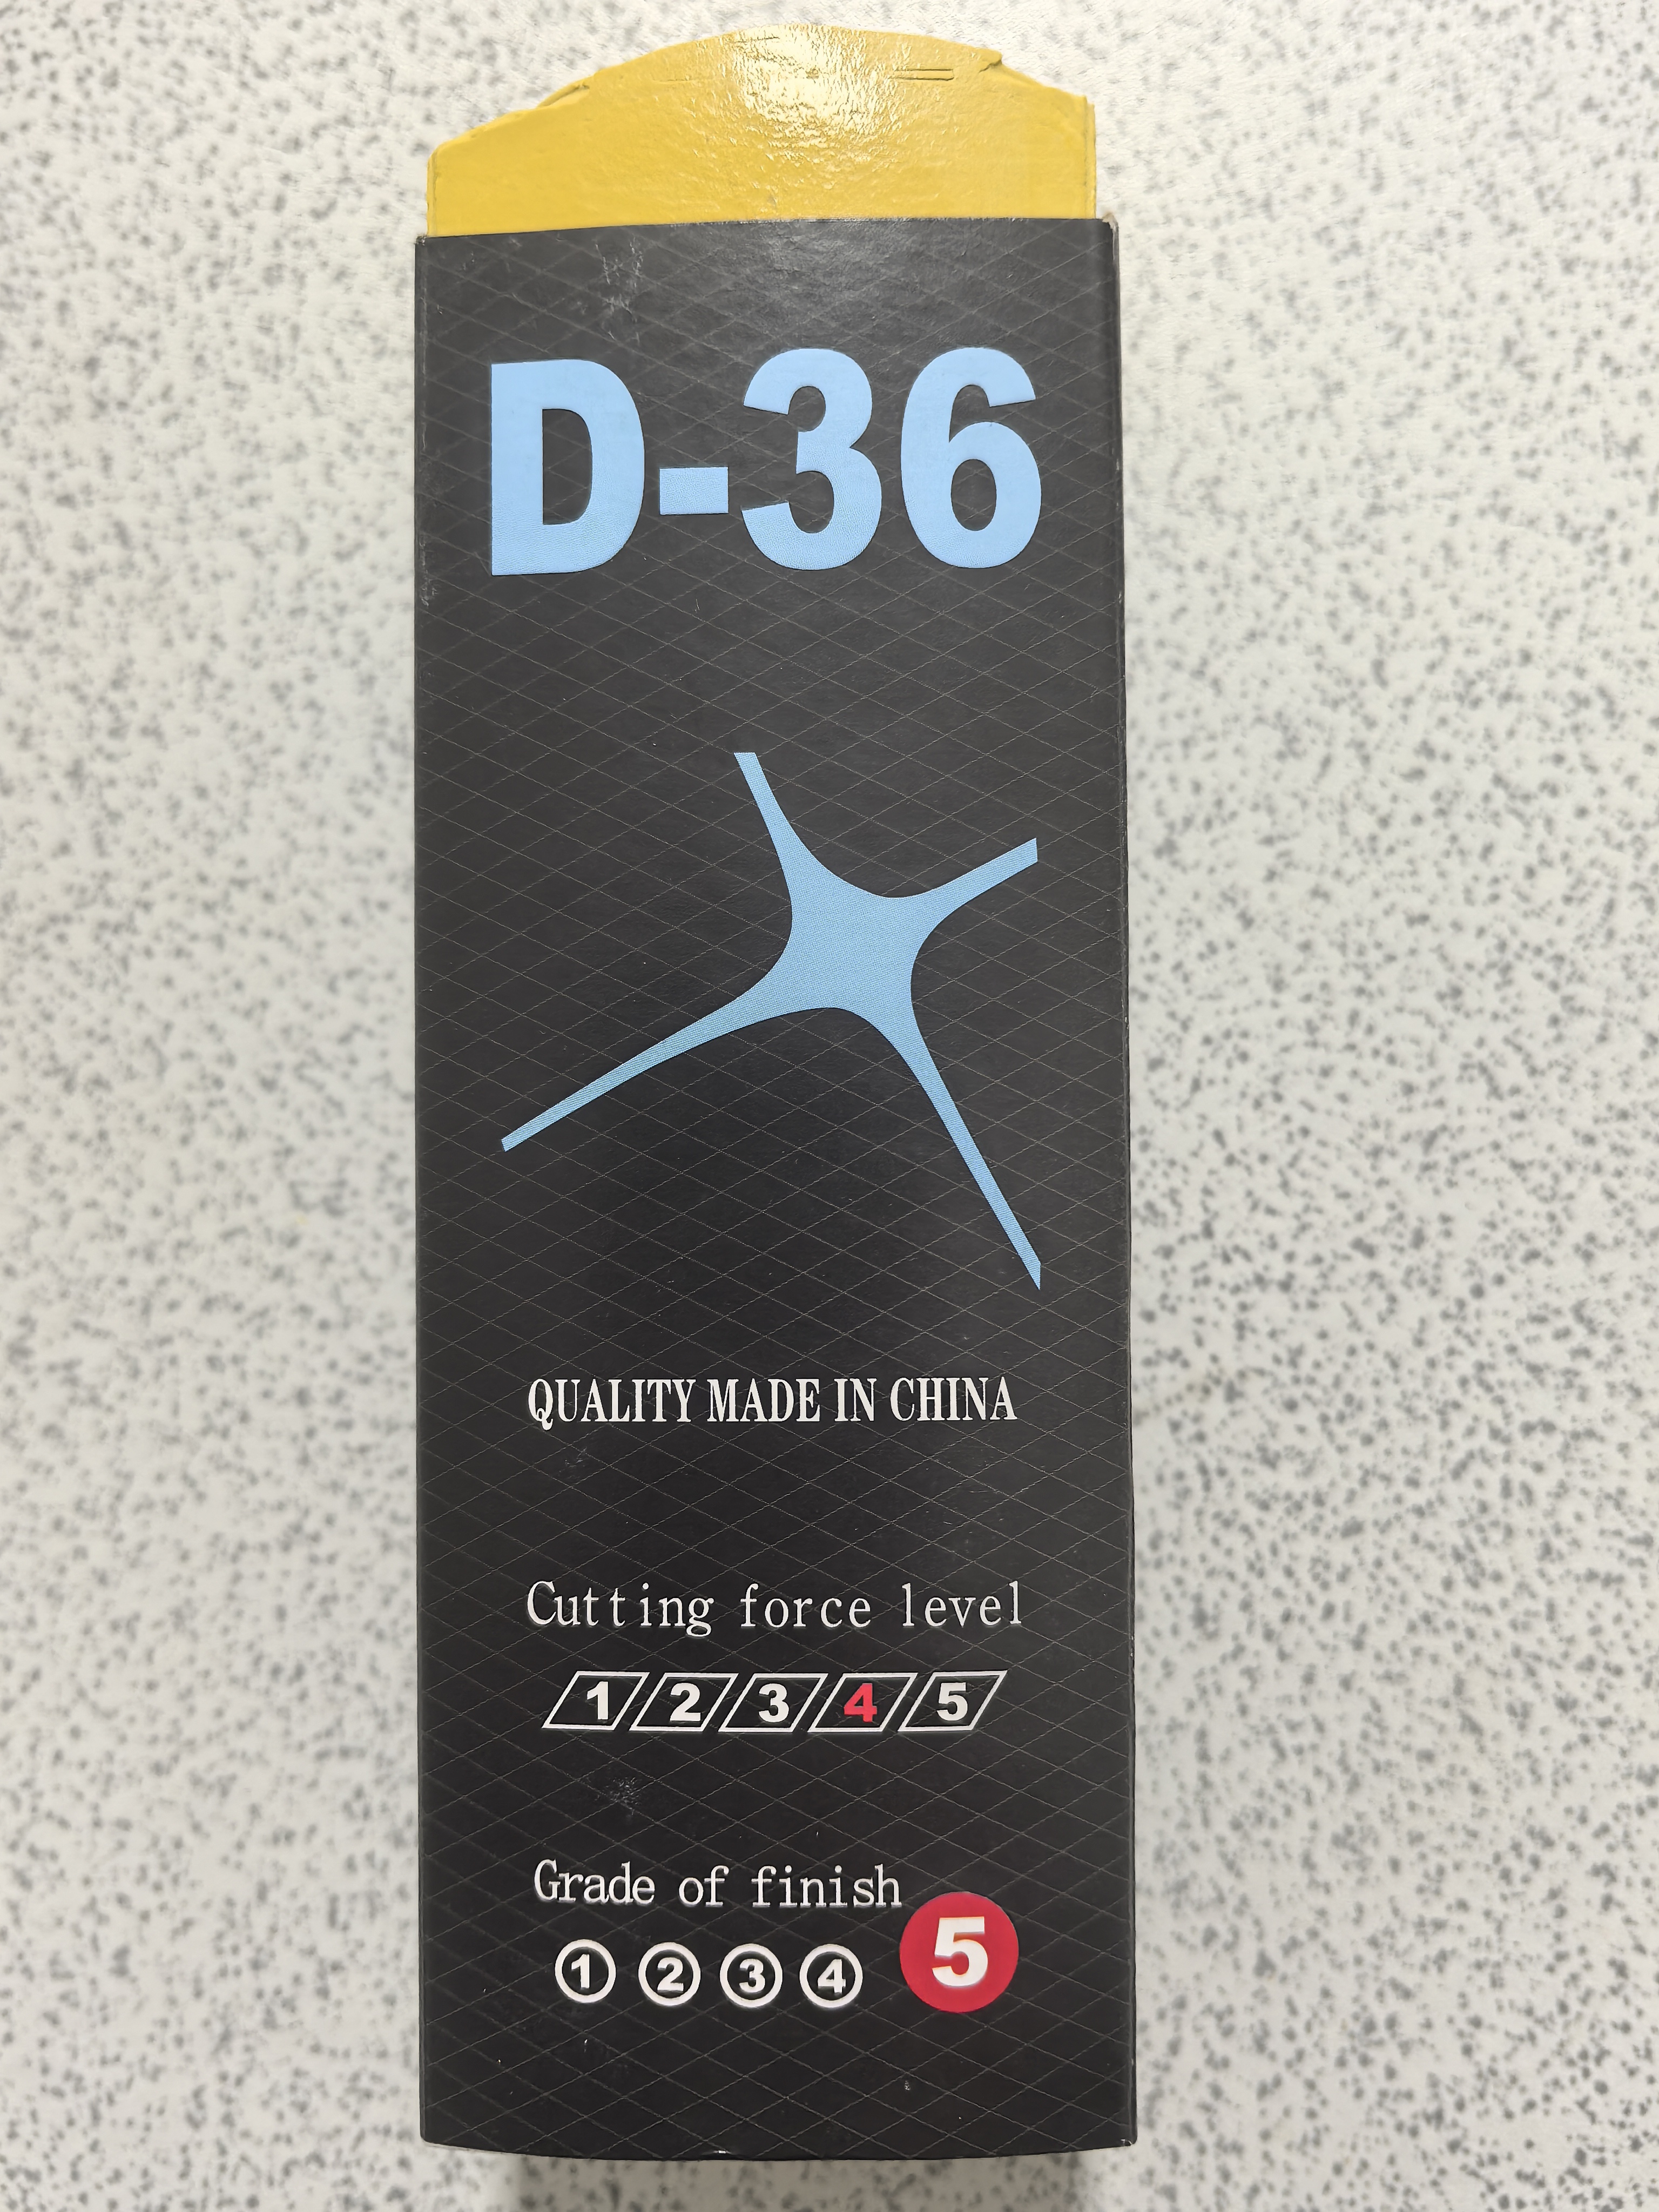 D-36
QUALITY MADE IN CHINA
Cutting force level
1 2 3 4 5
Grade of finish
1 2 3 4 5